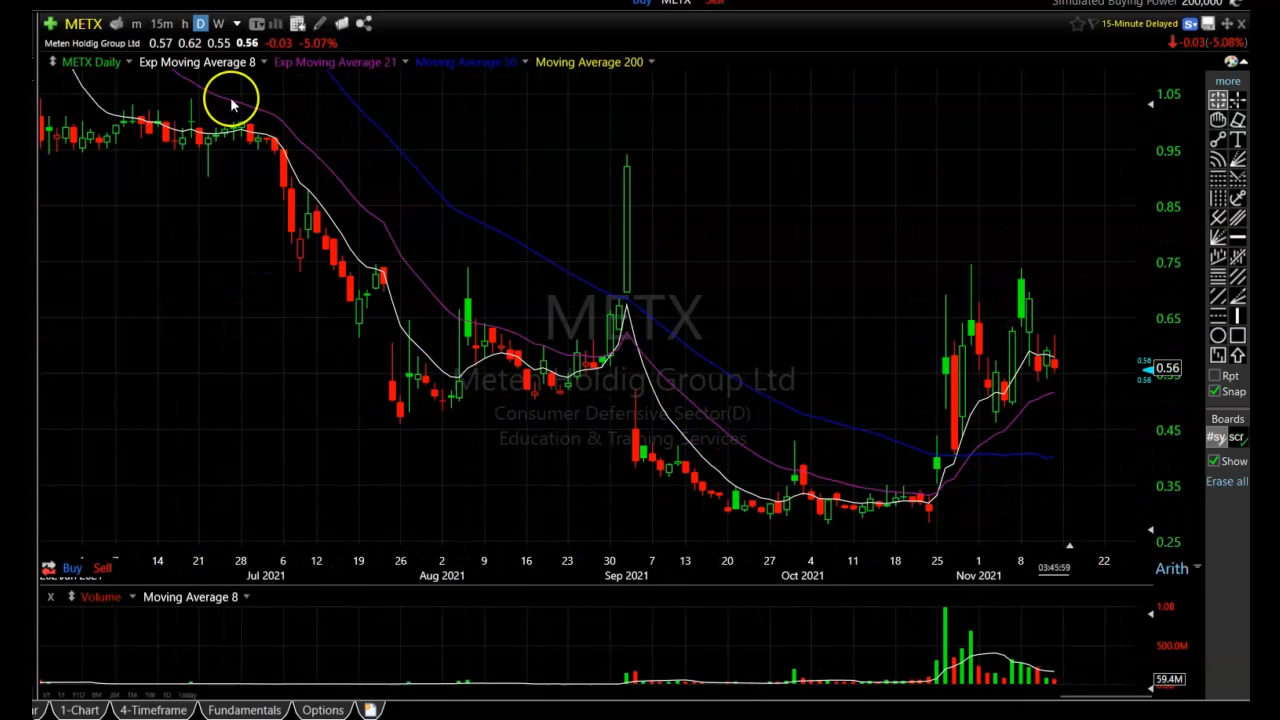 Buy METX Sell
Simulated Buying Power 200,000
METX m 15m h D W T
15-Minute Delayed S
Meten Holdig Group Ltd 0.57 0.62 0.55 0.56 -0.03 -5.07%
-0.03(-5.08%)
METX Daily Exp Moving Average 8 Exp Moving Average 21 Moving Average 50 Moving Average 200
more
1.05
0.95
0.85
0.75
0.65
0.56
0.56 0.56
0.45
0.35
0.25
METX
Meten Holdig Group Ltd
Consumer Defensive Sector(D)
Education & Training Services
Rpt
Snap
Boards
#sy scr
Show
Erase all
14 21 28 6 12 19 26 9 16 23 30 7 13 20 27 4 11 18 25 1 8 22
Buy Sell
Jul 2021 Aug 2021 Sep 2021 Oct 2021 Nov 2021 03:45:59
Arith
X Volume Moving Average 8
1.0B
500.0M
59.4M
1-Chart 4-Timeframe Fundamentals Options